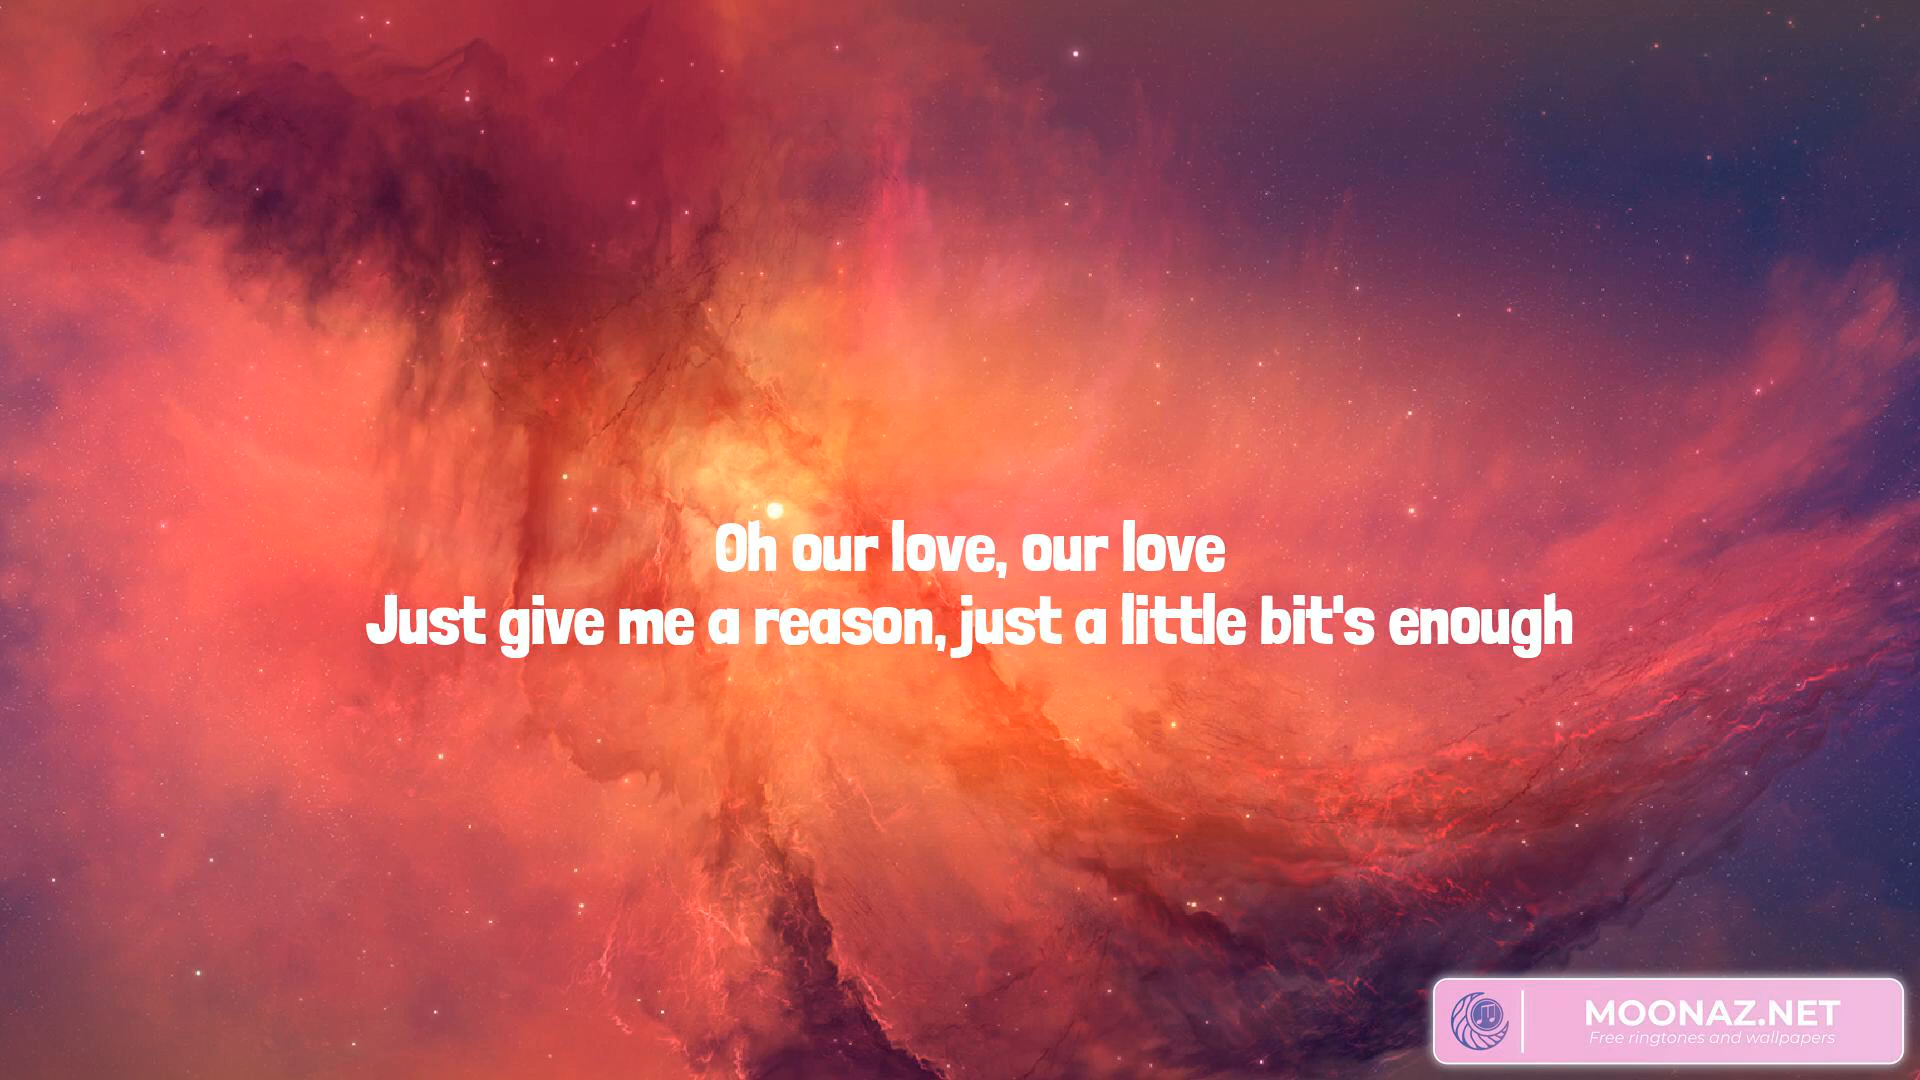 Oh our love, our love
Just give me a reason, just a little bit's enough
MOONAZ.NET
Free ringtones and wallpapers